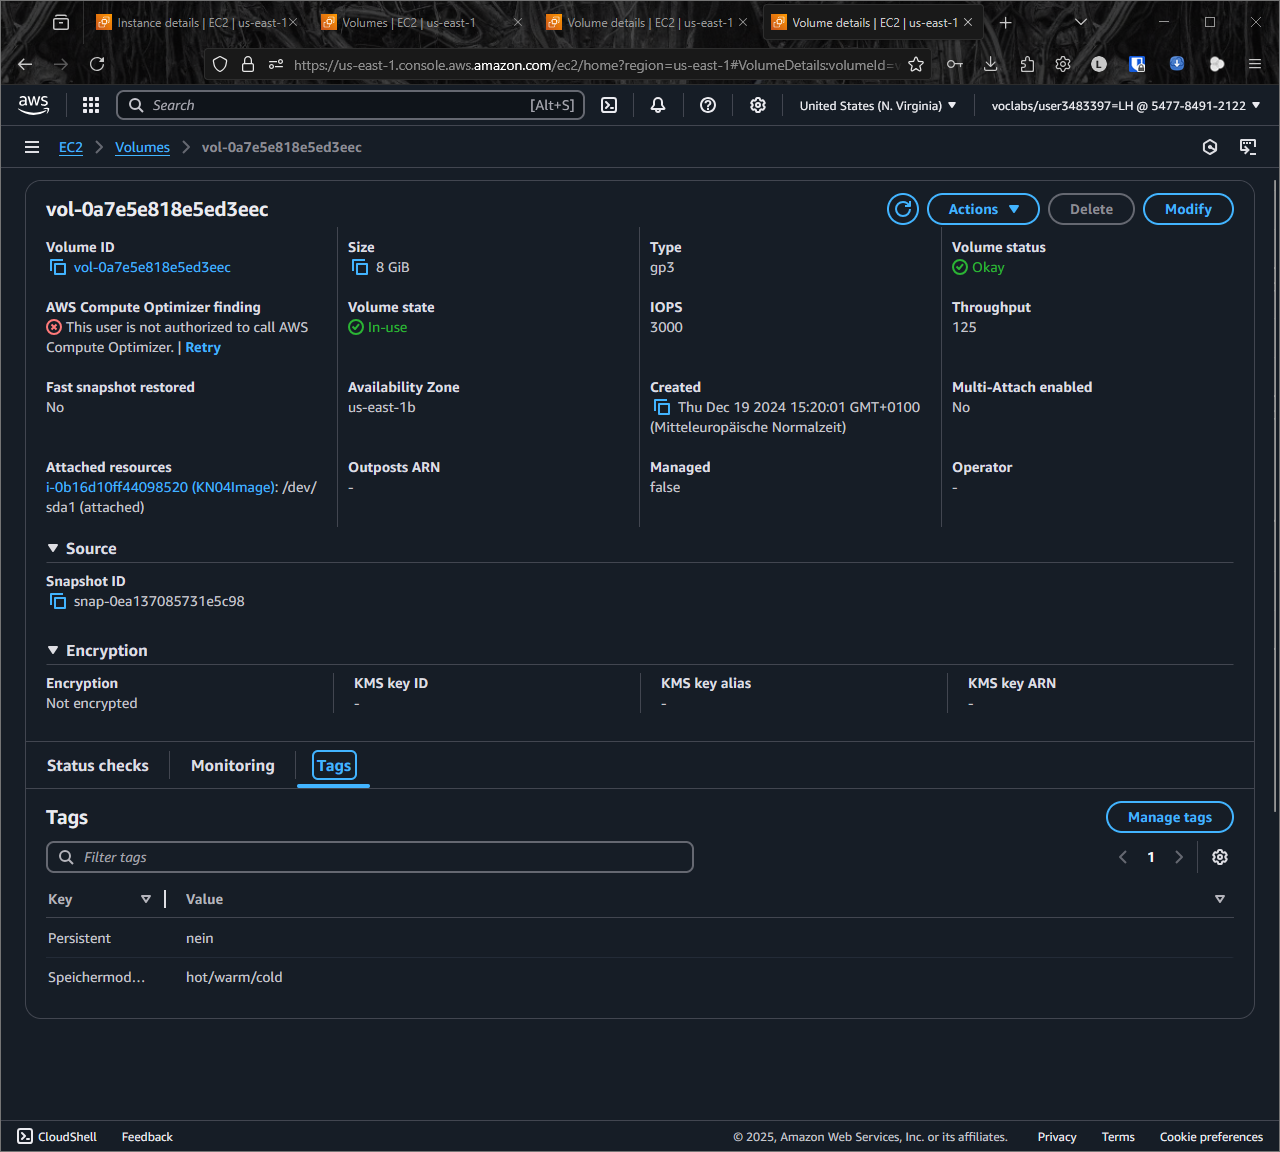 Instance details | EC2 | us-east-1
Volumes | EC2 | us-east-1
Volume details | EC2 | us-east-1
Volume details | EC2 | us-east-1
https://us-east-1.console.aws.amazon.com/ec2/home?region=us-east-1#VolumeDetails:volumeId=
L
aws
Search
[Alt+S]
United States (N. Virginia)
voclabs/user3483397=LH @ 5477-8491-2122
EC2
Volumes
vol-0a7e5e818e5ed3eec
vol-0a7e5e818e5ed3eec
Actions
Delete
Modify
Volume ID
vol-0a7e5e818e5ed3eec
Size
8 GiB
Type
gp3
Volume status
Okay
AWS Compute Optimizer finding
This user is not authorized to call AWS
Compute Optimizer. | Retry
Volume state
In-use
IOPS
3000
Throughput
125
Fast snapshot restored
No
Availability Zone
us-east-1b
Created
Thu Dec 19 2024 15:20:01 GMT+0100
(Mitteleuropäische Normalzeit)
Multi-Attach enabled
No
Attached resources
i-0b16d10ff44098520 (KN04Image): /dev/
sda1 (attached)
Outposts ARN
-
Managed
false
Operator
-
Source
Snapshot ID
snap-0ea137085731e5c98
Encryption
Encryption
Not encrypted
KMS key ID
-
KMS key alias
-
KMS key ARN
-
Status checks
Monitoring
Tags
Tags
Manage tags
Filter tags
1
Key
Value
Persistent
nein
Speichermod...
hot/warm/cold
CloudShell
Feedback
© 2025, Amazon Web Services, Inc. or its affiliates.
Privacy
Terms
Cookie preferences